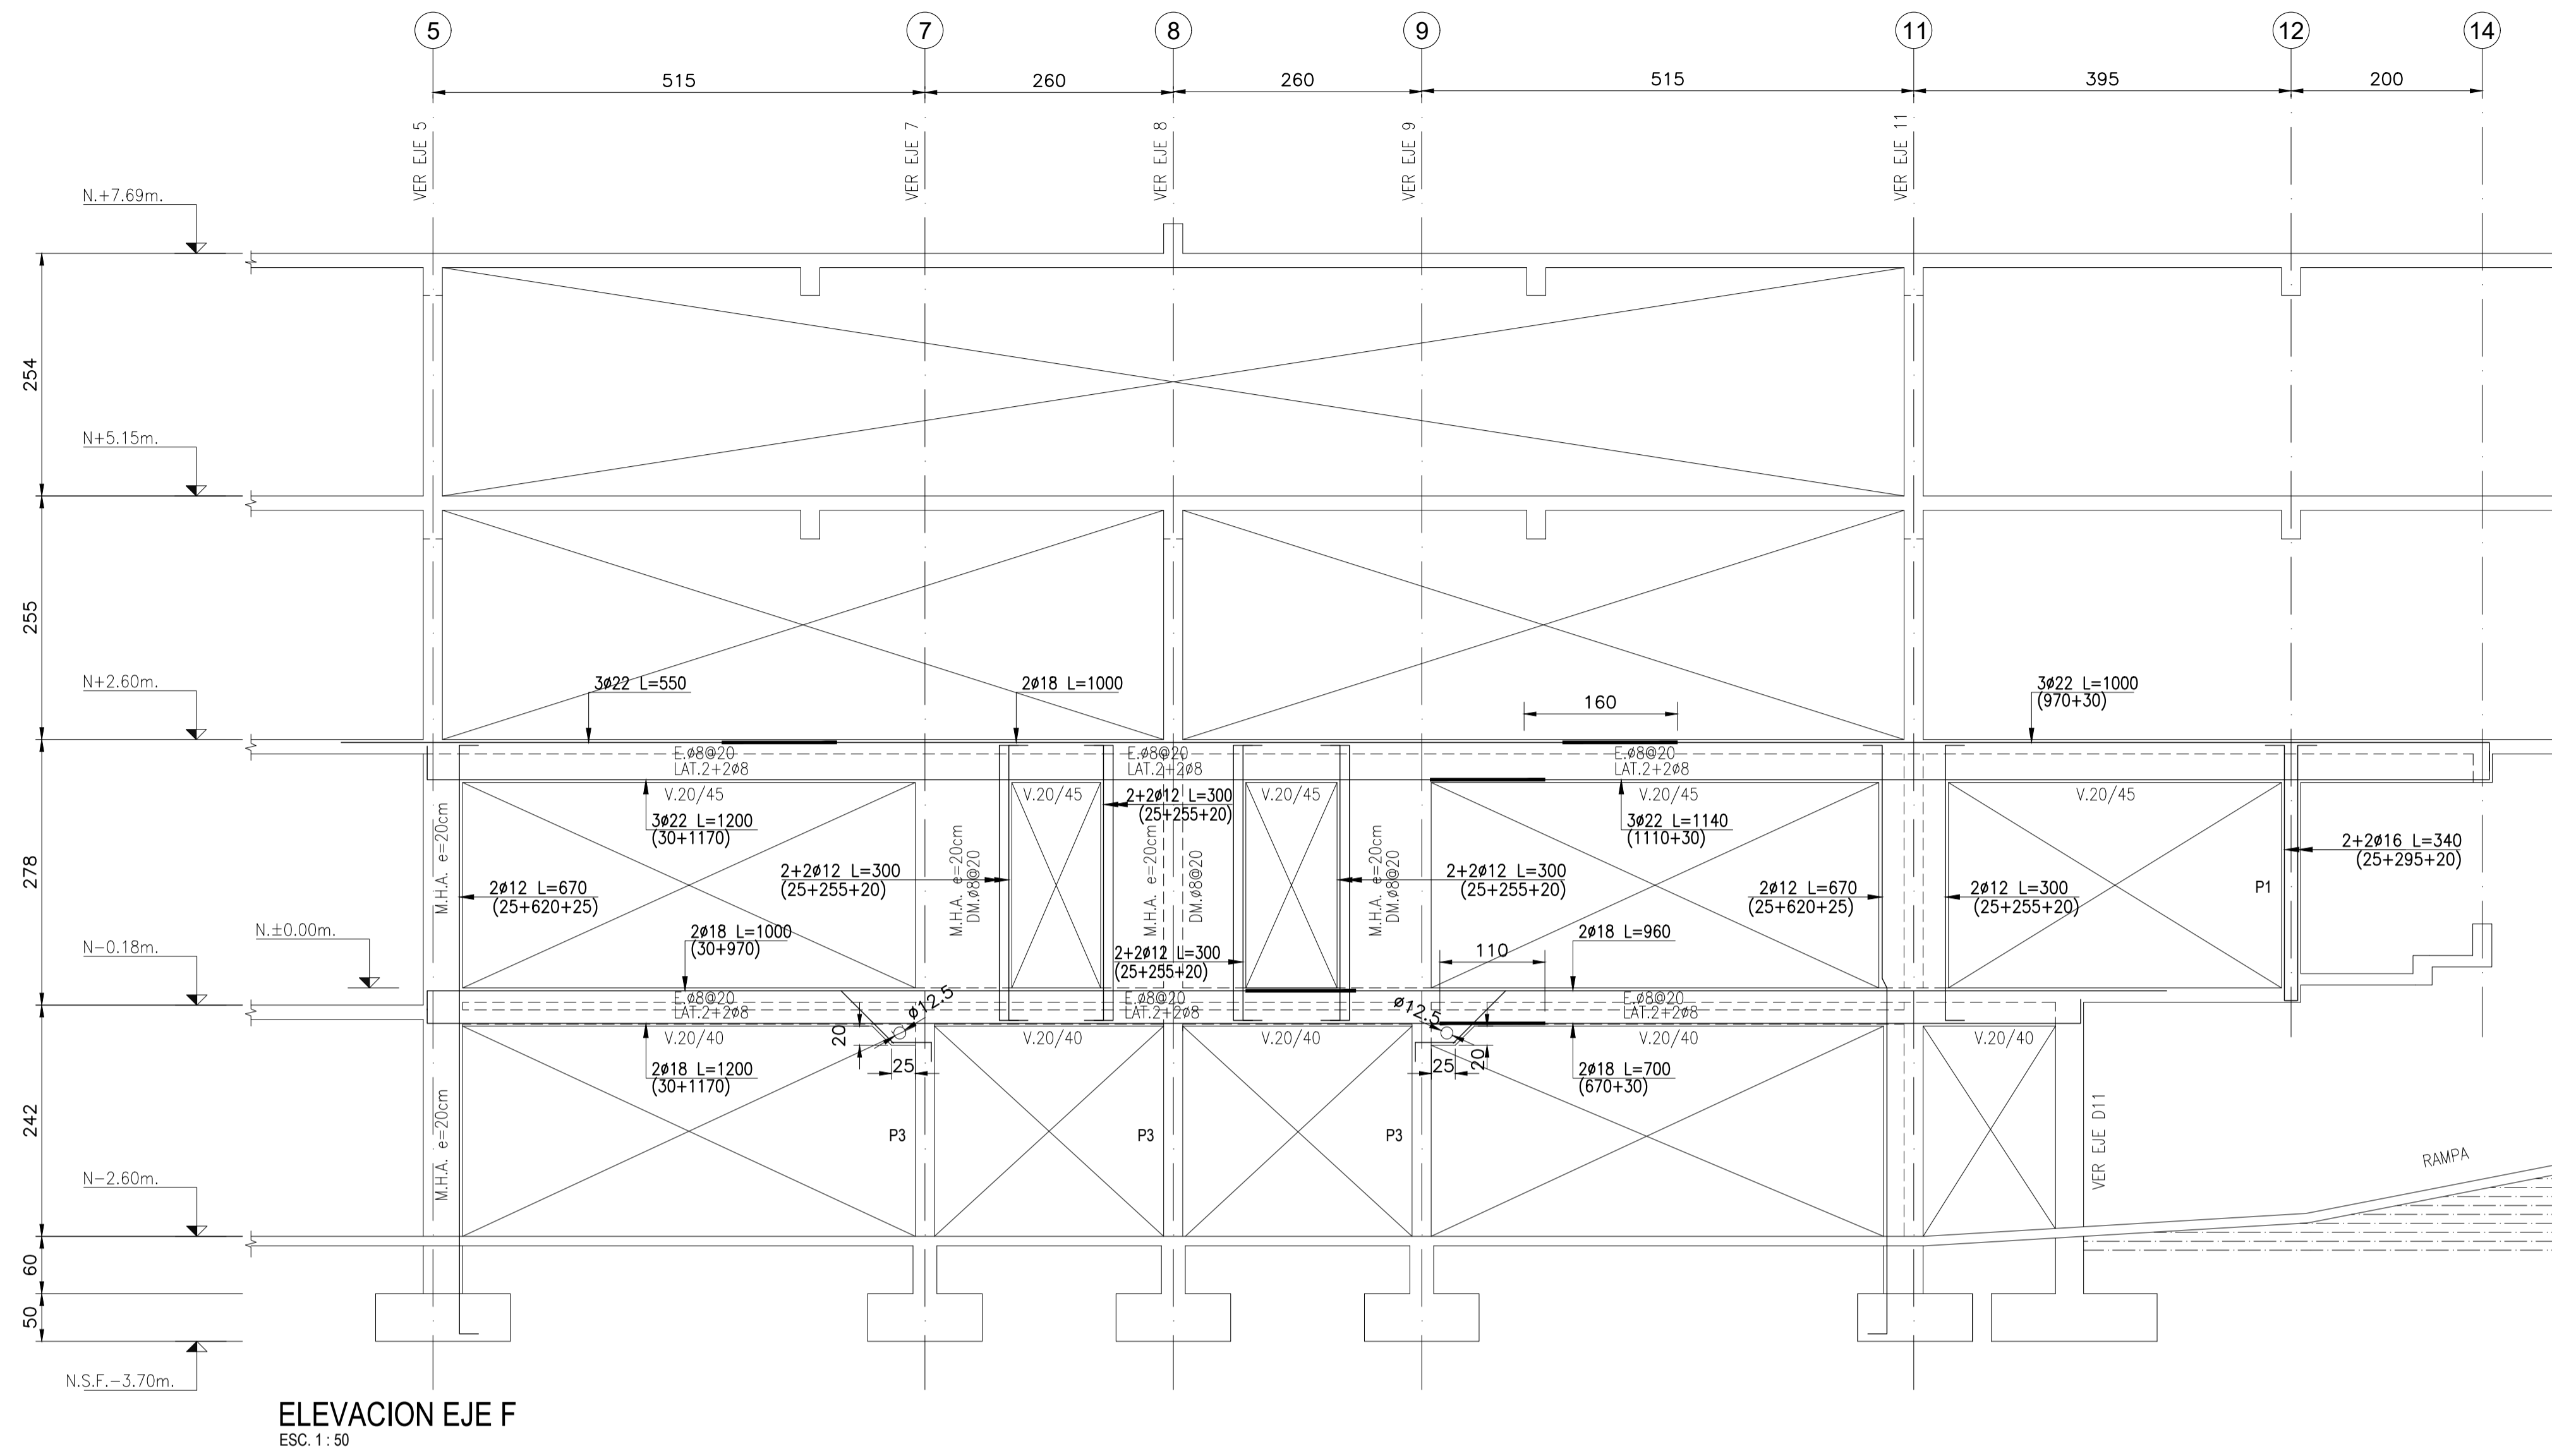 5
7
8
9
11
12
14
515
260
260
515
395
200
VER EJE 5
VER EJE 7
VER EJE 8
VER EJE 9
VER EJE 11
N.+7.69m.
254
N+5.15m.
255
N+2.60m.
3ø22 L=550
2ø18 L=1000
160
3ø22 L=1000
(970+30)
E.ø8@20
LAT.2+2ø8
E.ø8@20
LAT.2+2ø8
E.ø8@20
LAT.2+2ø8
V.20/45
V.20/45
V.20/45
V.20/45
V.20/45
2+2ø12 L=300
(25+255+20)
3ø22 L=1200
(30+1170)
3ø22 L=1140
(1110+30)
278
M.H.A. e=20cm
2ø12 L=670
(25+620+25)
2+2ø12 L=300
(25+255+20)
M.H.A. e=20cm
DM.ø8@20
M.H.A. e=20cm
DM.ø8@20
M.H.A. e=20cm
DM.ø8@20
2+2ø12 L=300
(25+255+20)
2ø12 L=670
(25+620+25)
2ø12 L=300
(25+255+20)
P1
2+2ø16 L=340
(25+295+20)
N.±0.00m.
N−0.18m.
2ø18 L=1000
(30+970)
2+2ø12 L=300
(25+255+20)
2ø18 L=960
110
E.ø8@20
LAT.2+2ø8
ø12.5
E.ø8@20
LAT.2+2ø8
ø12.5
E.ø8@20
LAT.2+2ø8
V.20/40
20
25
V.20/40
V.20/40
25
20
V.20/40
V.20/40
2ø18 L=1200
(30+1170)
2ø18 L=700
(670+30)
242
M.H.A. e=20cm
P3
P3
P3
VER EJE D11
RAMPA
N−2.60m.
60
50
N.S.F.−3.70m.
ELEVACION EJE F
ESC. 1 : 50